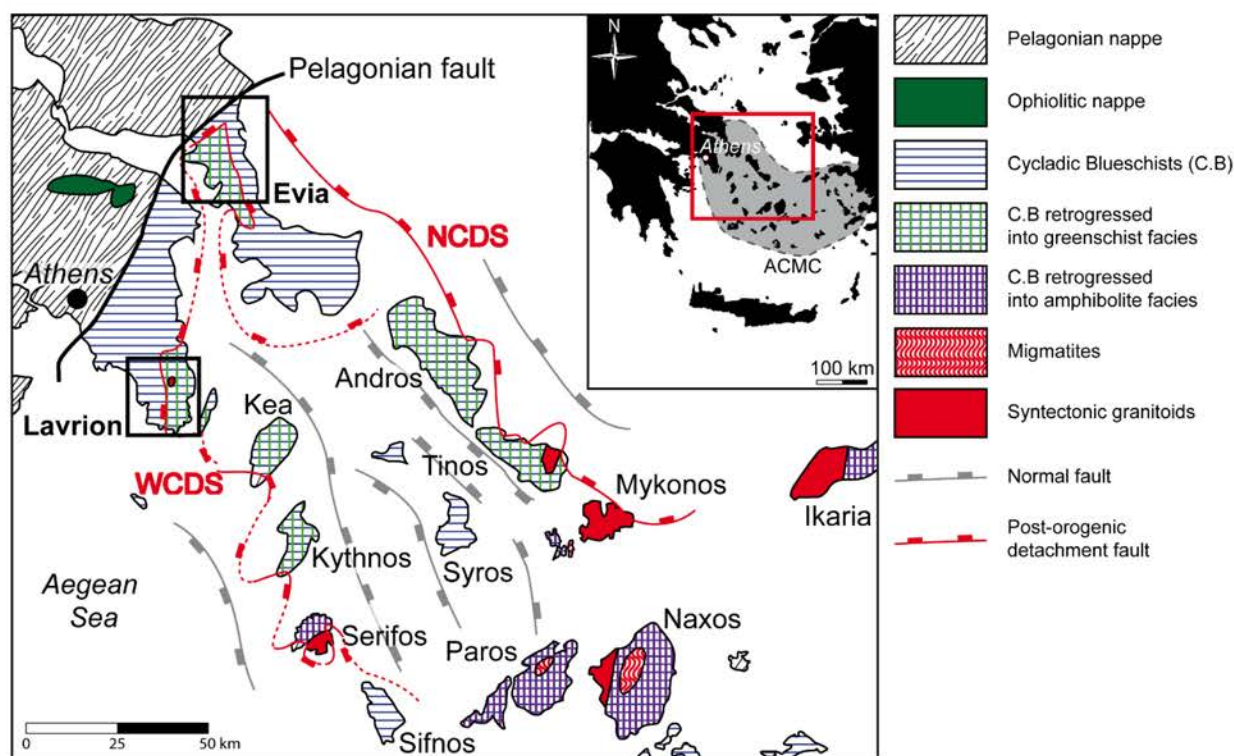 Pelagonian fault
Evia
NCDS
Athens
Andros
Lavrion
Kea
WCDS
Tinos
Mykonos
Ikaria
Kythnos
Syros
Aegean
Sea
Serifos
Paros
Naxos
Sifnos
0 25 50 km
N
Athens
ACMC
100 km
Pelagonian nappe
Ophiolitic nappe
Cycladic Blueschists (C.B)
C.B retrogressed
into greenschist facies
C.B retrogressed
into amphibolite facies
Migmatites
Syntectonic granitoids
Normal fault
Post-orogenic
detachment fault